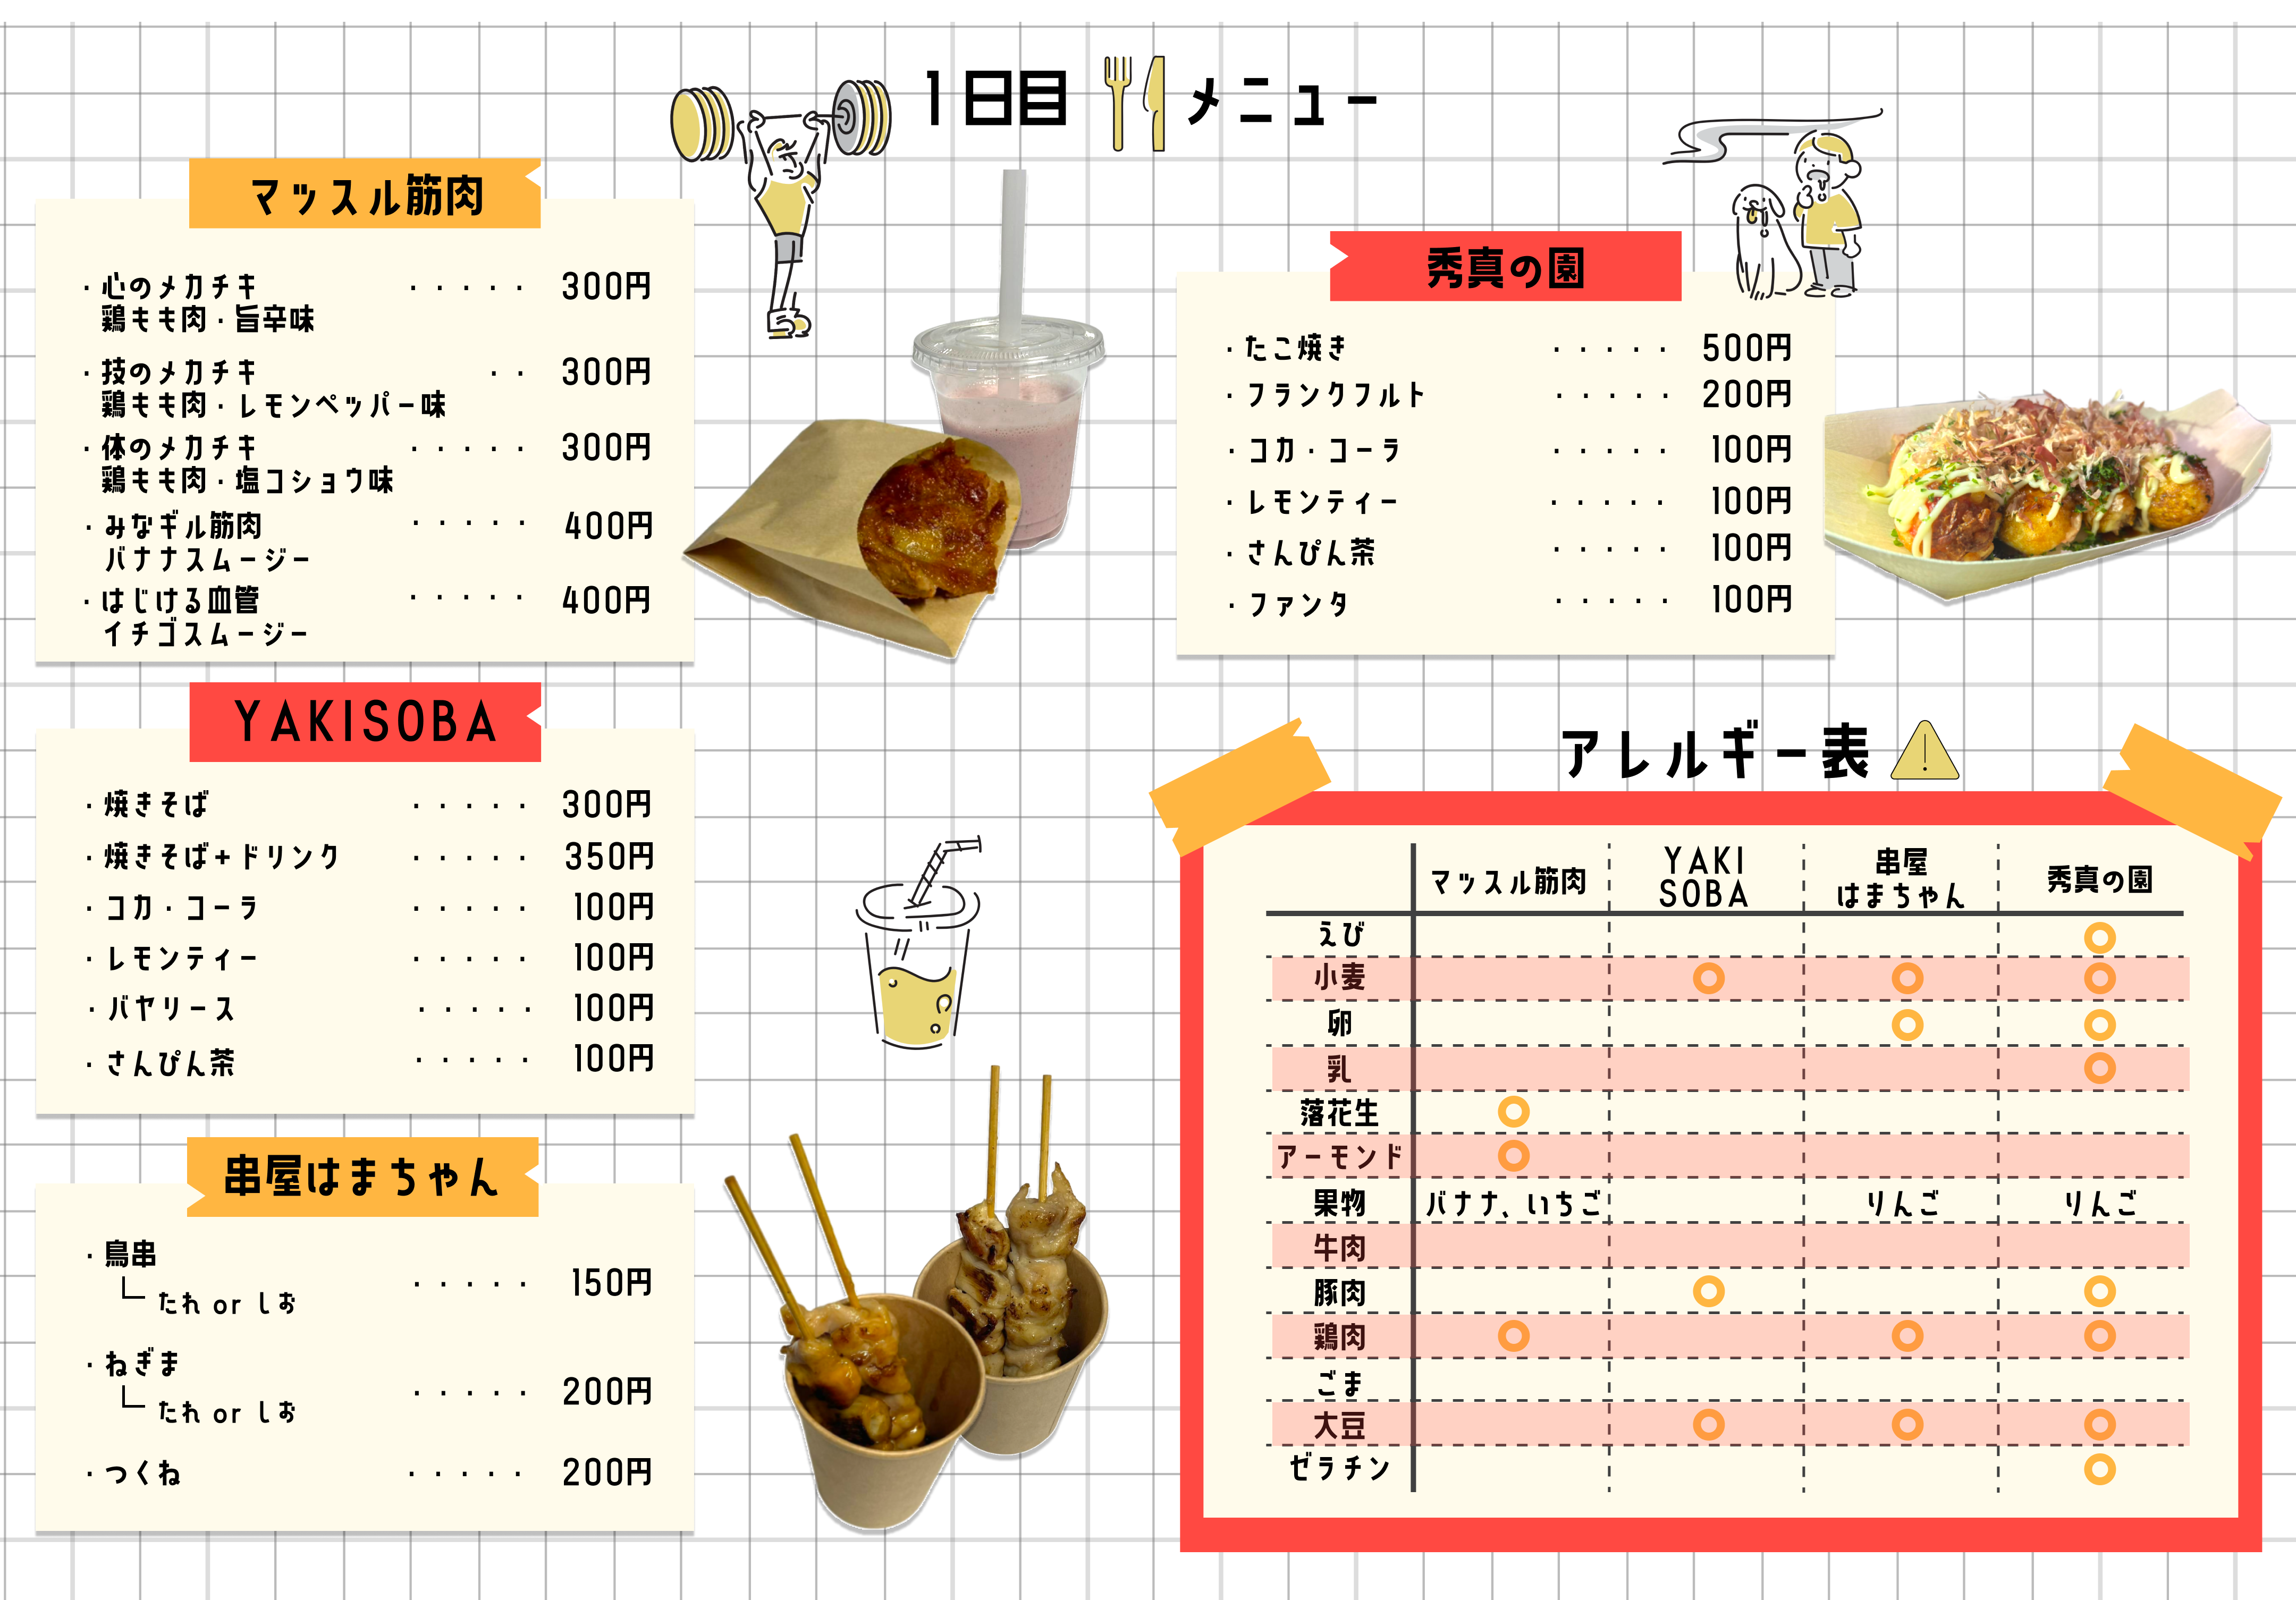 1日目 メニュー
マッスル筋肉
・心のメカチキ ・・・・・ 300円
鶏もも肉・旨辛味
・技のメカチキ ・・ 300円
鶏もも肉・レモンペッパー味
・体のメカチキ ・・・・・ 300円
鶏もも肉・塩コショウ味
・みなギル筋肉 ・・・・・ 400円
バナナスムージー
・はじける血管 ・・・・・ 400円
イチゴスムージー
YAKISOBA
・焼きそば ・・・・・ 300円
・焼きそば+ドリンク ・・・・・ 350円
・コカ・コーラ ・・・・・ 100円
・レモンティー ・・・・・ 100円
・バヤリース ・・・・・ 100円
・さんぴん茶 ・・・・・ 100円
串屋はまちゃん
・鳥串
たれ or しお ・・・・・ 150円
・ねぎま
たれ or しお ・・・・・ 200円
・つくね ・・・・・ 200円
秀真の園
・たこ焼き ・・・・・ 500円
・フランクフルト ・・・・・ 200円
・コカ・コーラ ・・・・・ 100円
・レモンティー ・・・・・ 100円
・さんぴん茶 ・・・・・ 100円
・ファンタ ・・・・・ 100円
アレルギー表
マッスル筋肉 YAKI SOBA 串屋はまちゃん 秀真の園
えび ○
小麦 ○ ○ ○
卵 ○ ○
乳 ○
落花生 ○
アーモンド ○
果物 バナナ、いちご りんご りんご
牛肉
豚肉 ○ ○
鶏肉 ○ ○ ○
ごま
大豆 ○ ○ ○
ゼラチン ○